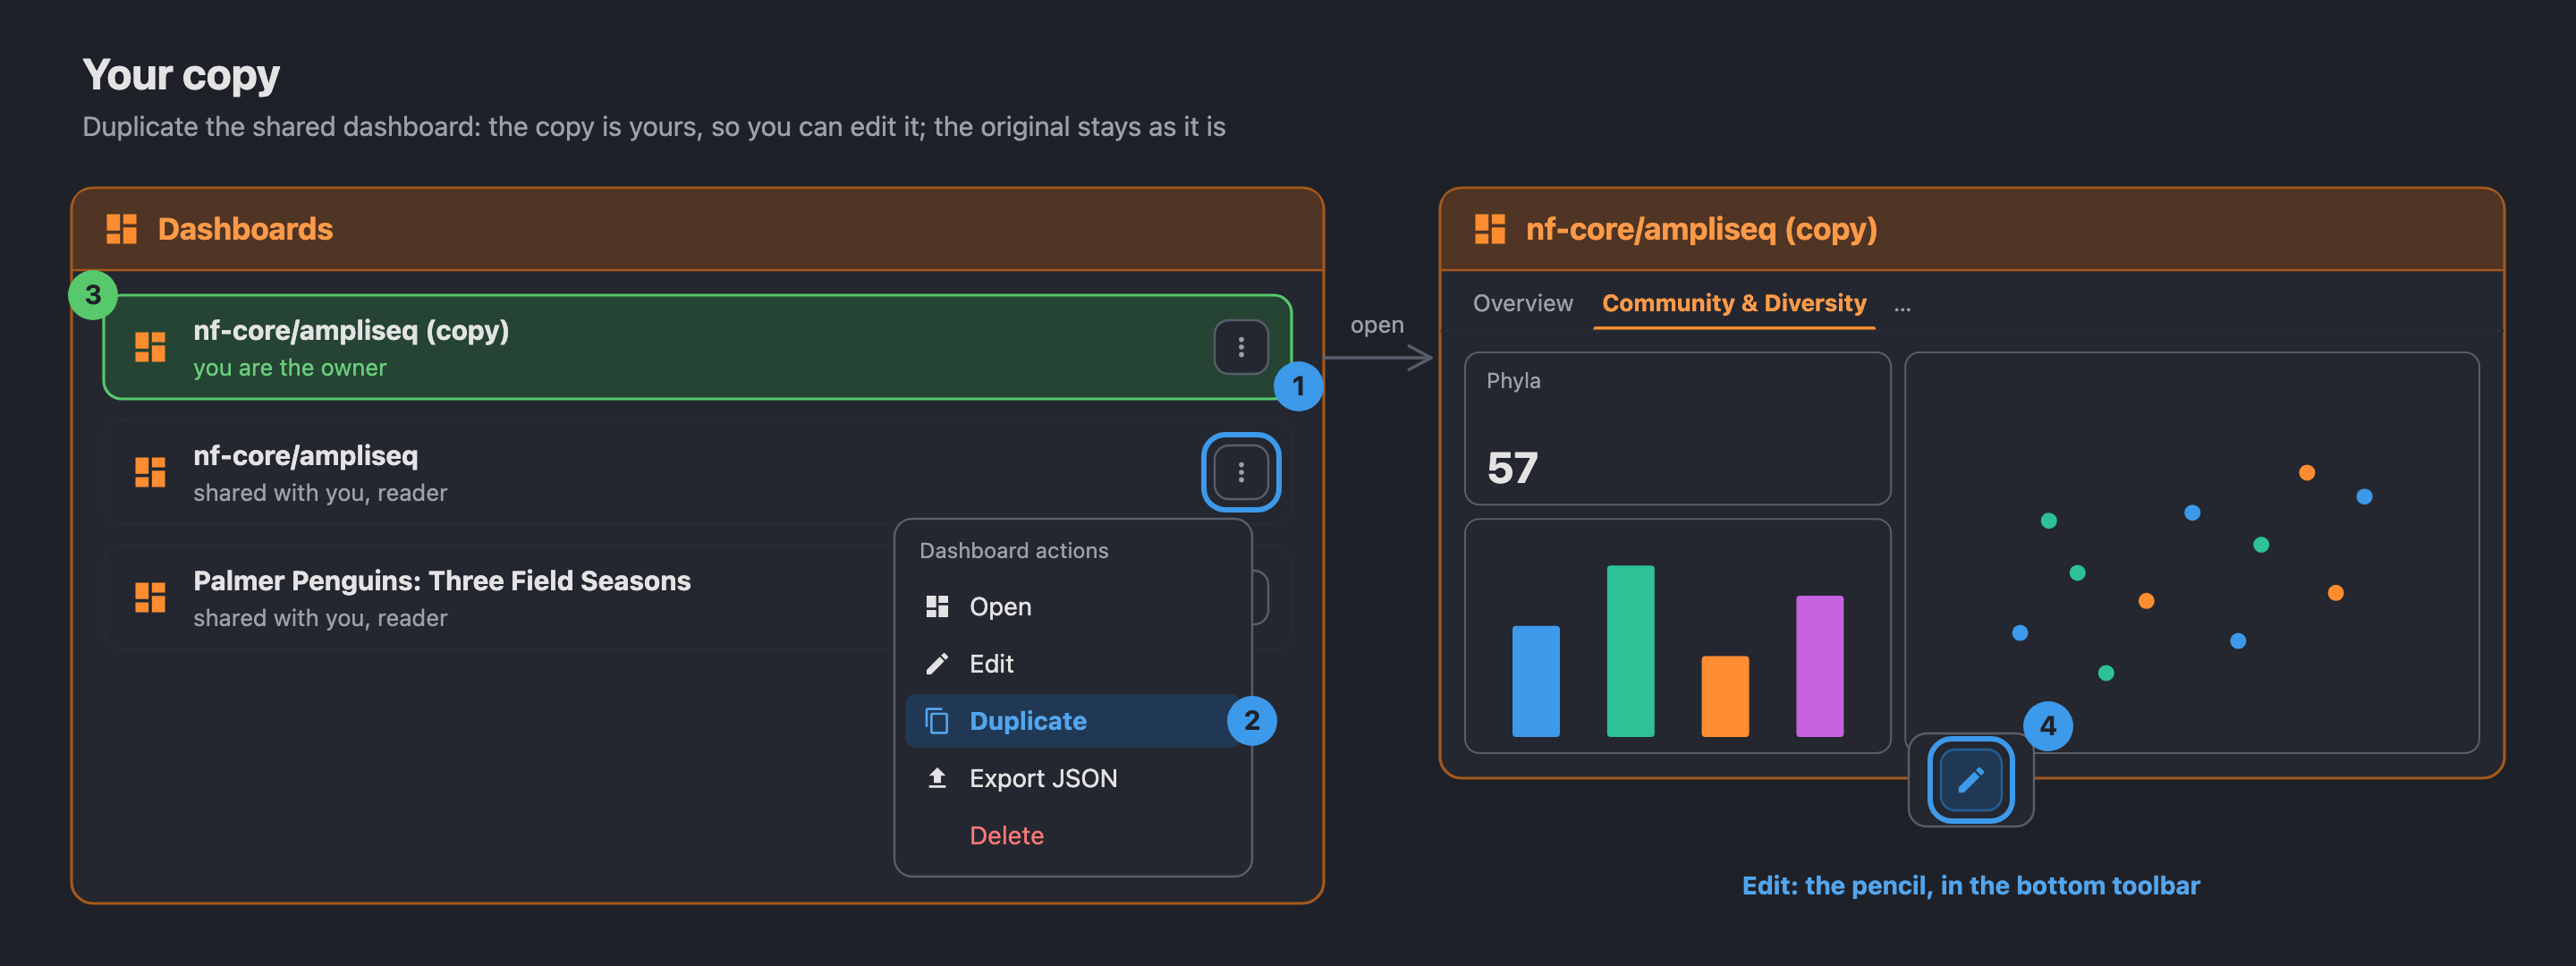 Your copy
Duplicate the shared dashboard: the copy is yours, so you can edit it; the original stays as it is
Dashboards
3
nf-core/ampliseq (copy)
you are the owner
1
nf-core/ampliseq
shared with you, reader
Palmer Penguins: Three Field Seasons
shared with you, reader
Dashboard actions
Open
Edit
Duplicate
2
Export JSON
Delete
open
nf-core/ampliseq (copy)
Overview
Community & Diversity
...
Phyla
57
4
Edit: the pencil, in the bottom toolbar